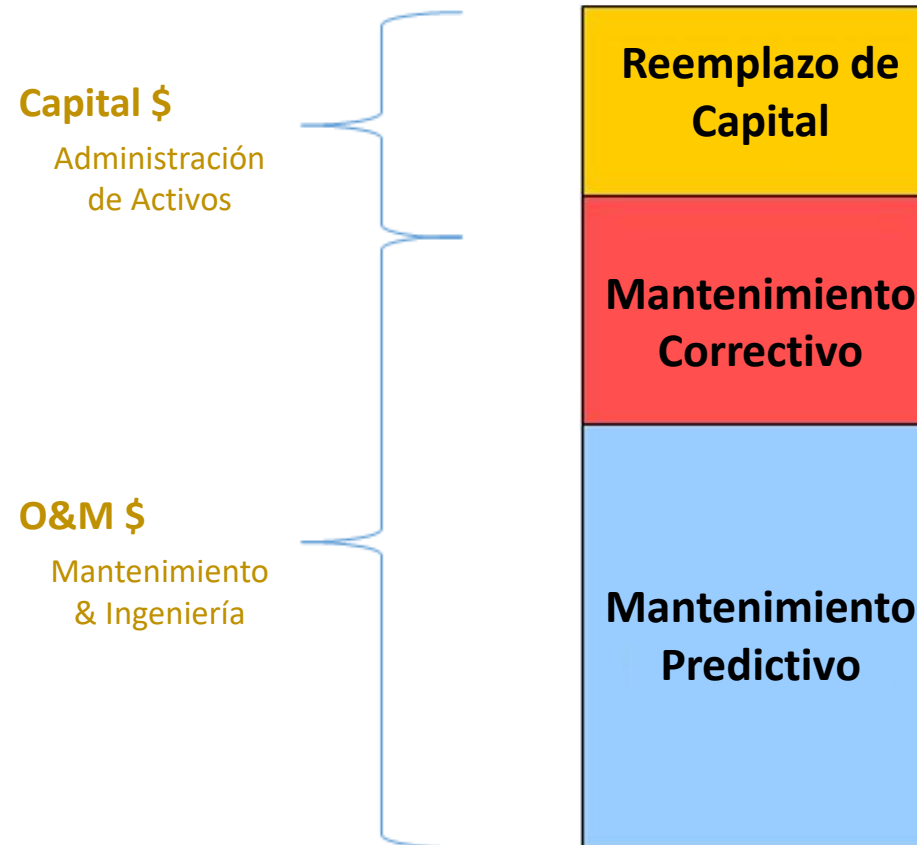 Capital $
Administración
de Activos
O&M $
Mantenimiento
& Ingeniería
Reemplazo de
Capital
Mantenimiento
Correctivo
Mantenimiento
Predictivo